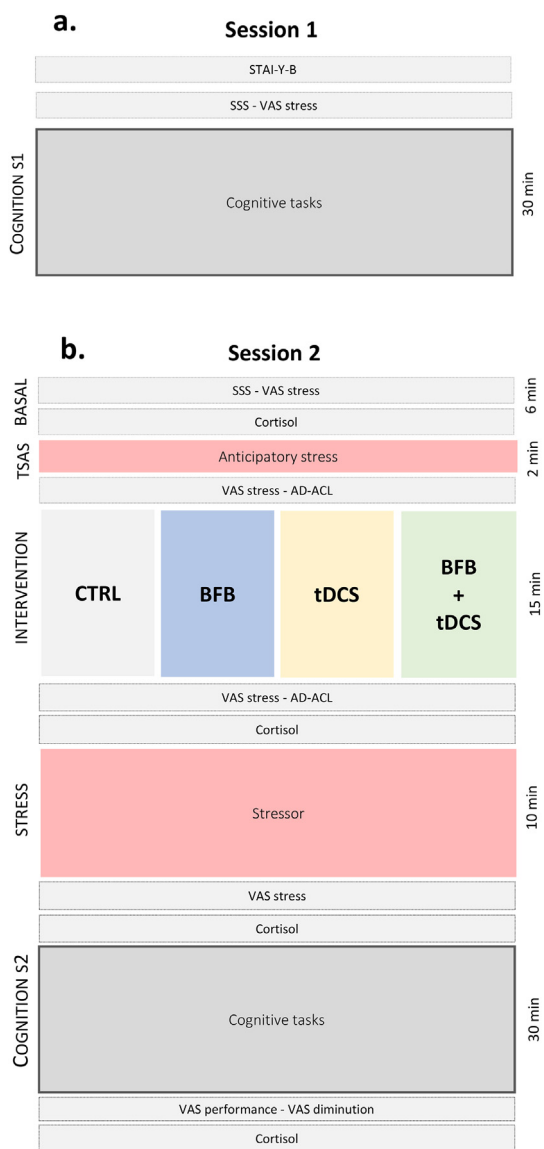 a.
Session 1
STAI-Y-B
SSS - VAS stress
COGNITION S1
Cognitive tasks
30 min
b.
Session 2
BASAL
SSS - VAS stress
6 min
Cortisol
TSAS
Anticipatory stress
2 min
VAS stress - AD-ACL
INTERVENTION
CTRL
BFB
tDCS
BFB
+
tDCS
15 min
VAS stress - AD-ACL
Cortisol
STRESS
Stressor
10 min
VAS stress
Cortisol
COGNITION S2
Cognitive tasks
30 min
VAS performance - VAS diminution
Cortisol